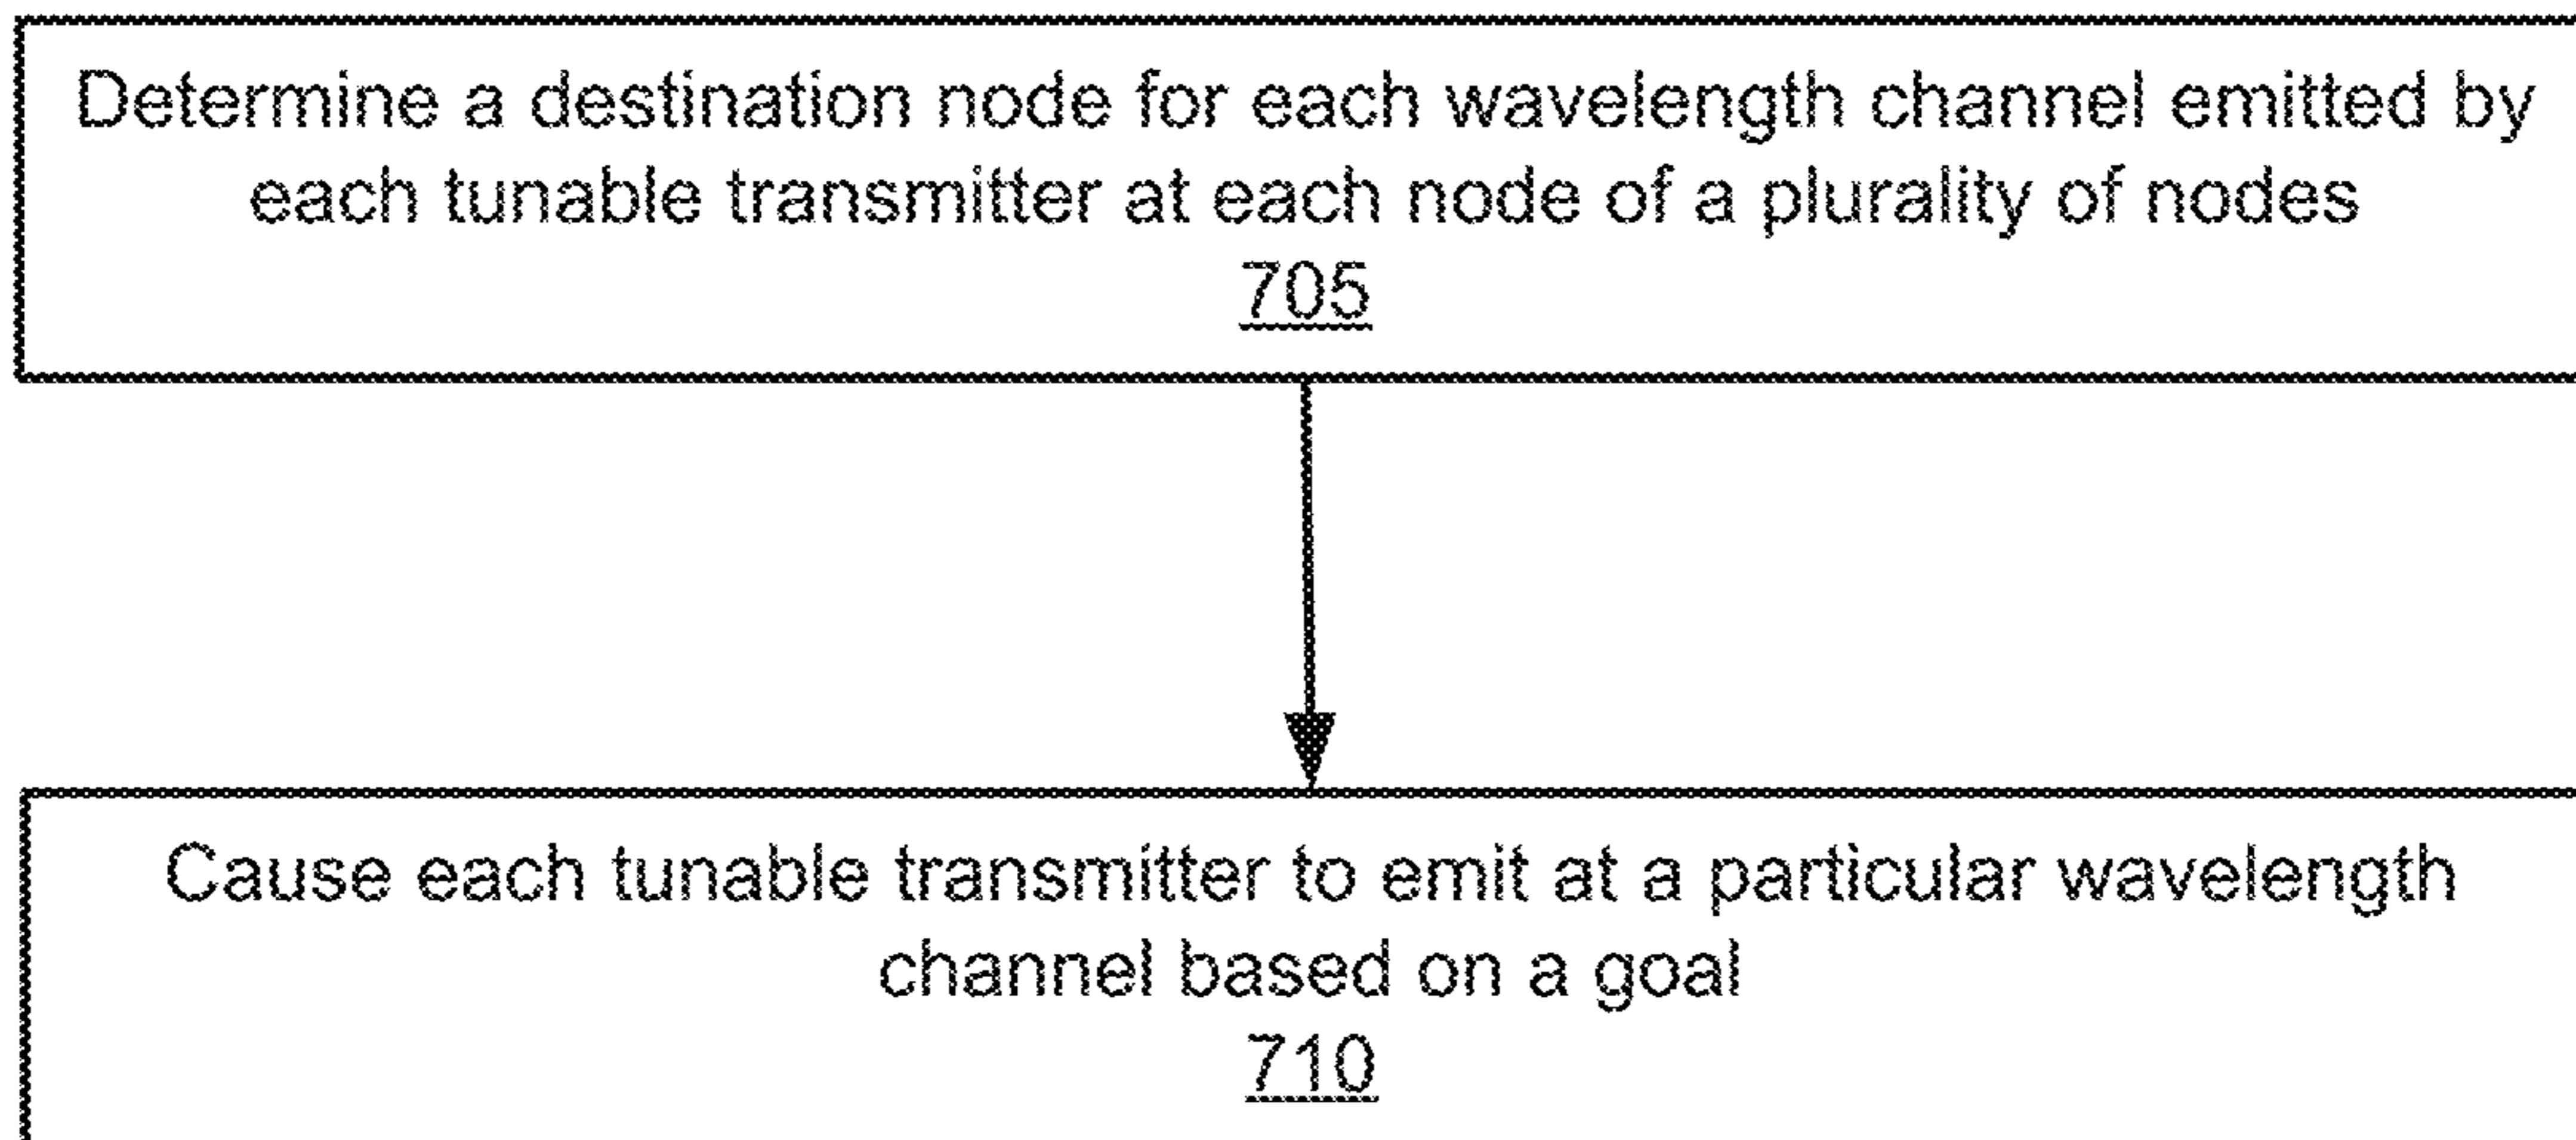 Determine a destination node for each wavelength channel emitted by
each tunable transmitter at each node of a plurality of nodes
705
Cause each tunable transmitter to emit at a particular wavelength
channel based on a goal
710